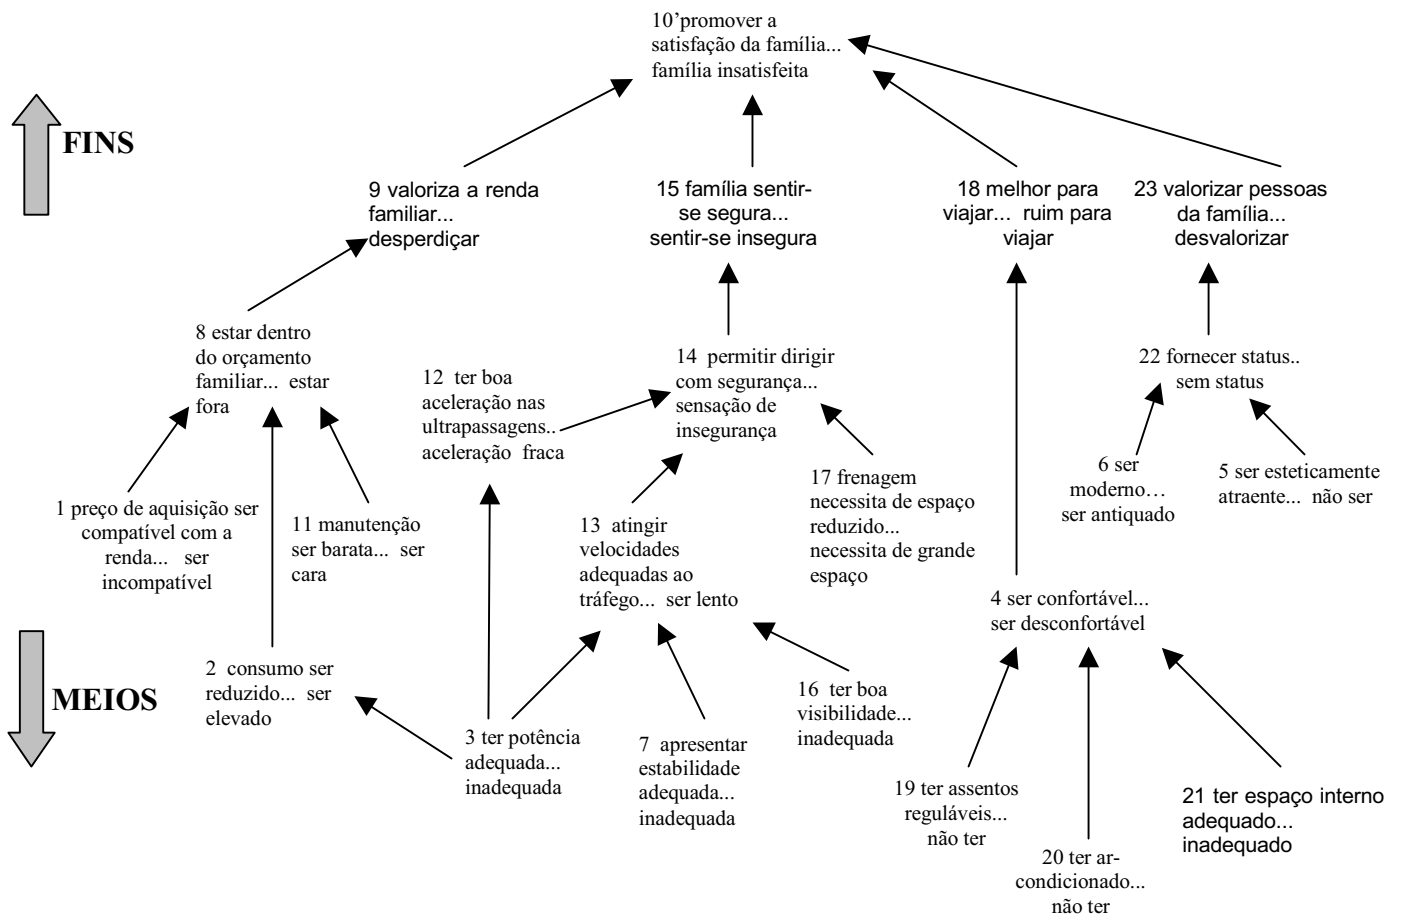 10’promover a
satisfação da família...
família insatisfeita
FINS
9 valoriza a renda
familiar...
desperdiçar
15 família sentir-
se segura...
sentir-se insegura
18 melhor para
viajar... ruim para
viajar
23 valorizar pessoas
da família...
desvalorizar
8 estar dentro
do orçamento
familiar... estar
fora
12 ter boa
aceleração nas
ultrapassagens..
aceleração fraca
14 permitir dirigir
com segurança...
sensação de
insegurança
22 fornecer status..
sem status
1 preço de aquisição ser
compatível com a
renda... ser
incompatível
11 manutenção
ser barata... ser
cara
13 atingir
velocidades
adequadas ao
tráfego... ser lento
17 frenagem
necessita de espaço
reduzido...
necessita de grande
espaço
6 ser
moderno…
ser antiquado
5 ser esteticamente
atraente... não ser
4 ser confortável...
ser desconfortável
MEIOS
2 consumo ser
reduzido... ser
elevado
3 ter potência
adequada...
inadequada
7 apresentar
estabilidade
adequada...
inadequada
16 ter boa
visibilidade...
inadequada
19 ter assentos
reguláveis...
não ter
20 ter ar-
condicionado...
não ter
21 ter espaço interno
adequado...
inadequado